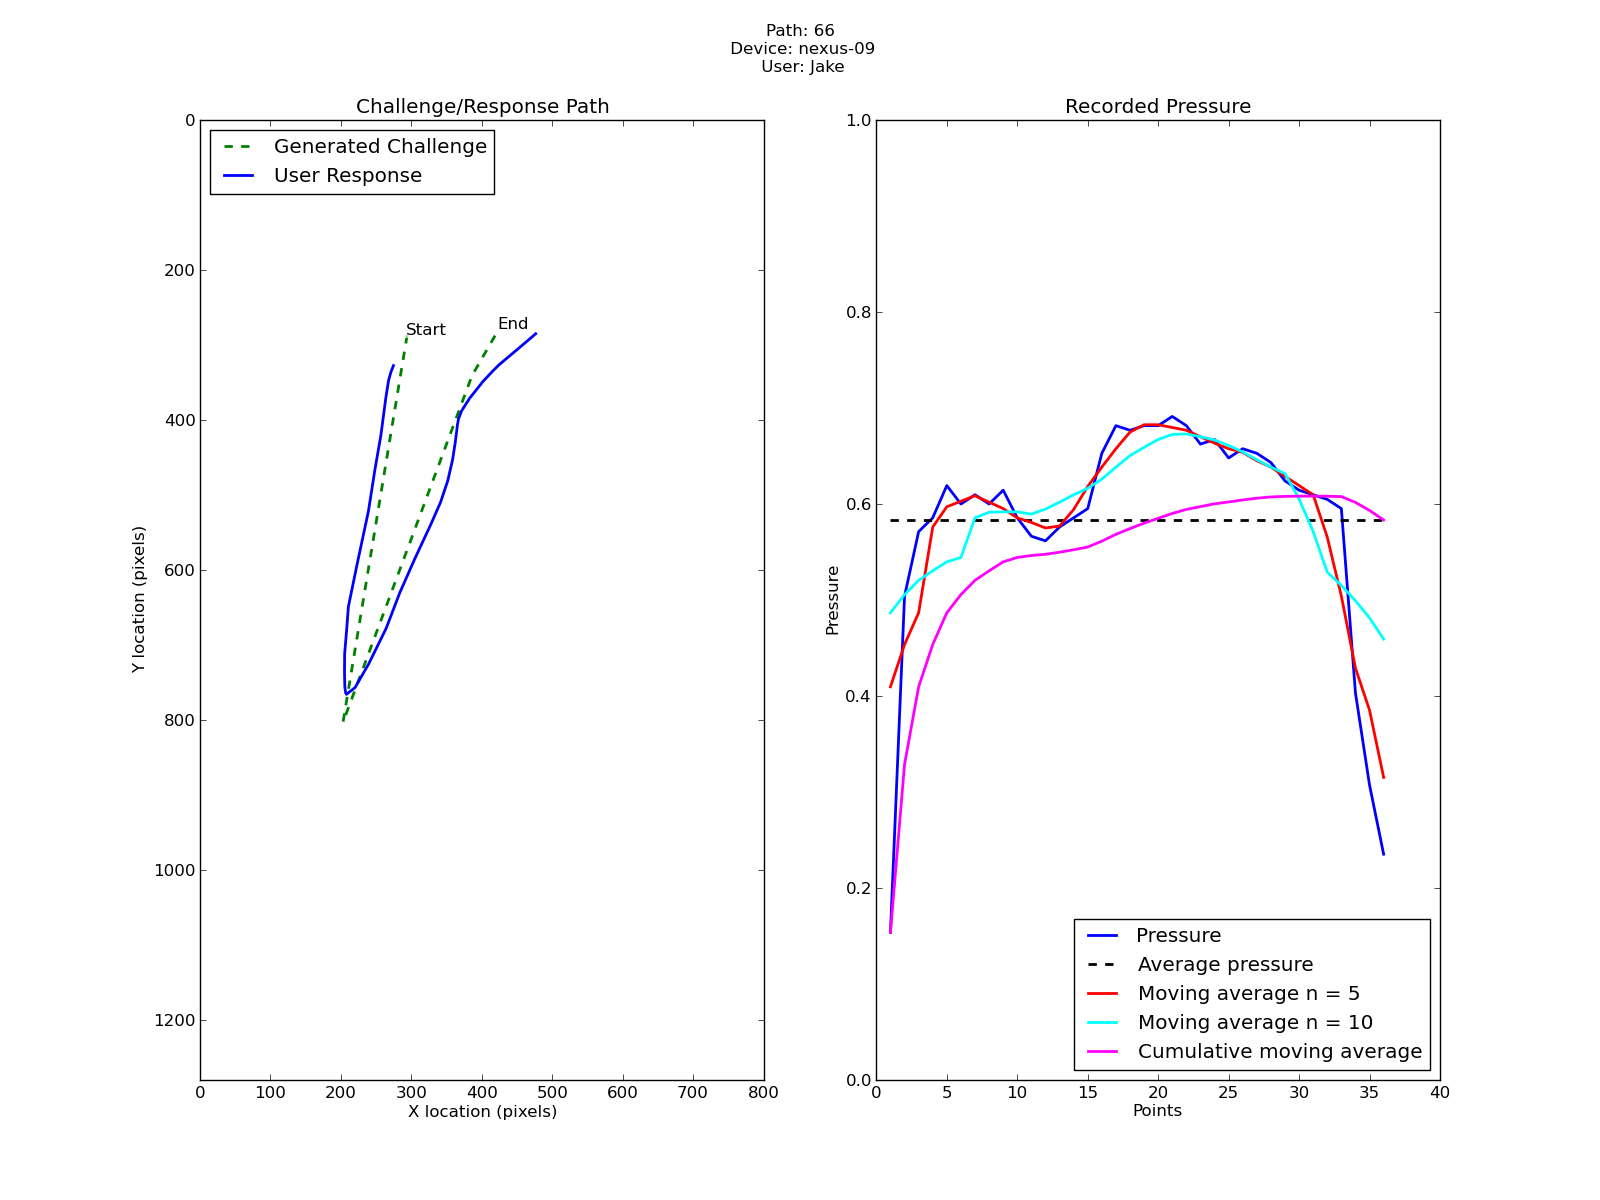 Path: 66
Device: nexus-09
User: Jake
Challenge/Response Path
Generated Challenge
User Response
Start
End
0
200
400
600
800
1000
1200
Y location (pixels)
0 100 200 300 400 500 600 700 800
X location (pixels)
Recorded Pressure
1.0
0.8
0.6
0.4
0.2
0.0
Pressure
Pressure
Average pressure
Moving average n = 5
Moving average n = 10
Cumulative moving average
0 5 10 15 20 25 30 35 40
Points